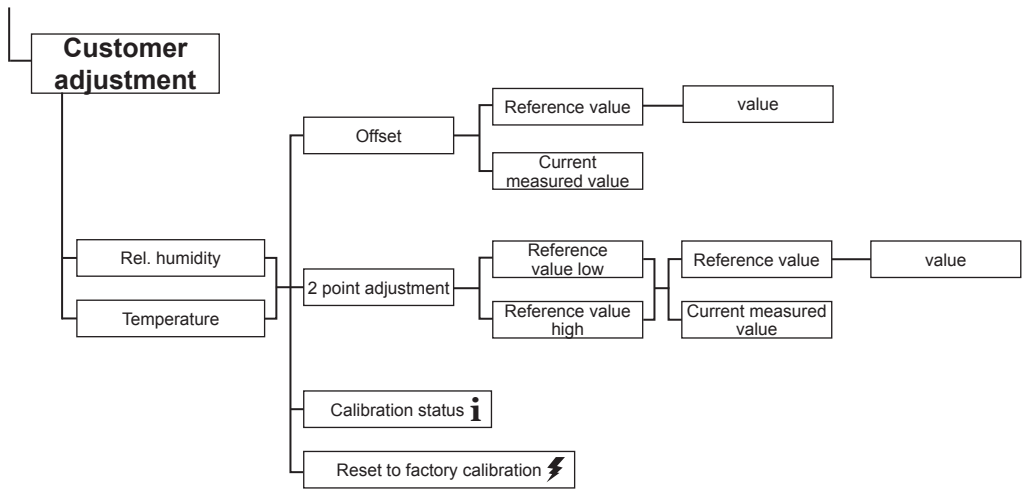 Customer
adjustment
Offset
Reference value
value
Current
measured value
Rel. humidity
Temperature
2 point adjustment
Reference
value low
Reference value
high
Reference value
value
Current measured
value
Calibration status i
Reset to factory calibration